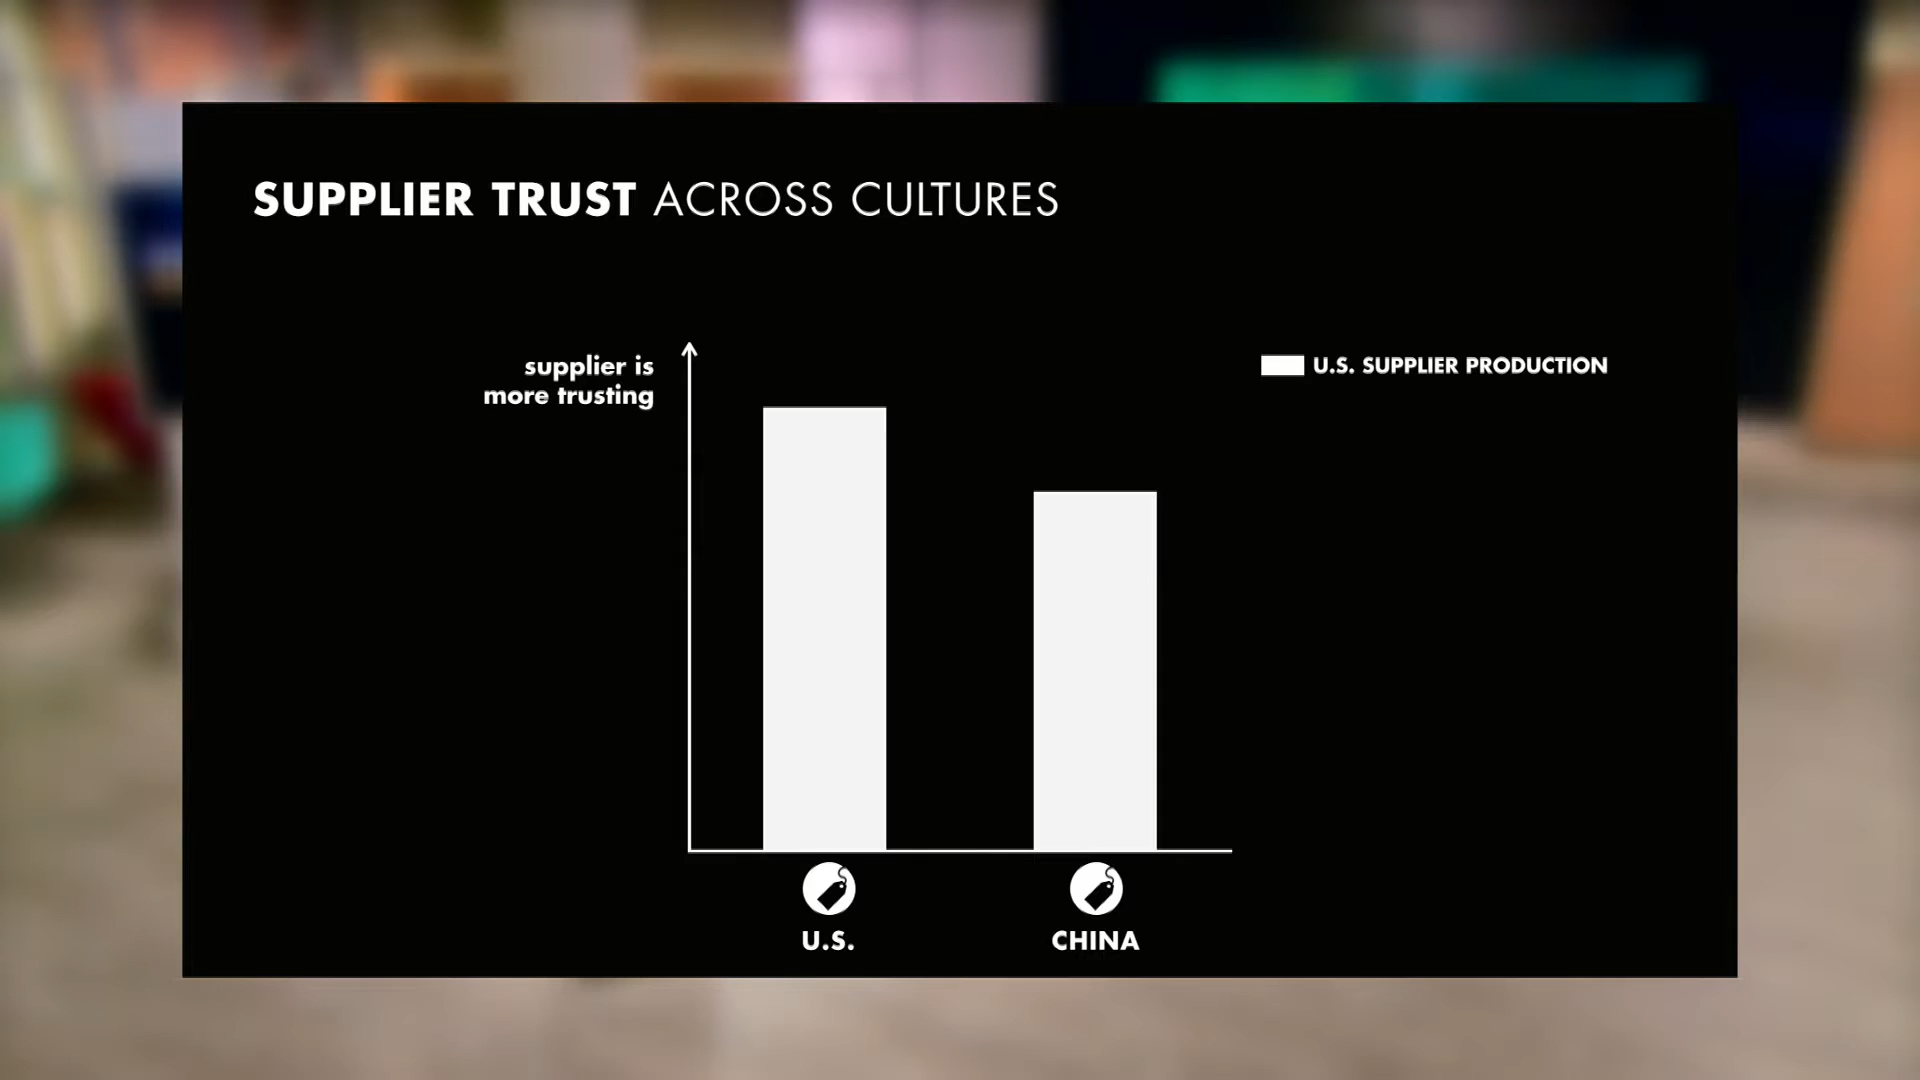 SUPPLIER TRUST ACROSS CULTURES
supplier is
more trusting
U.S. SUPPLIER PRODUCTION
U.S.
CHINA